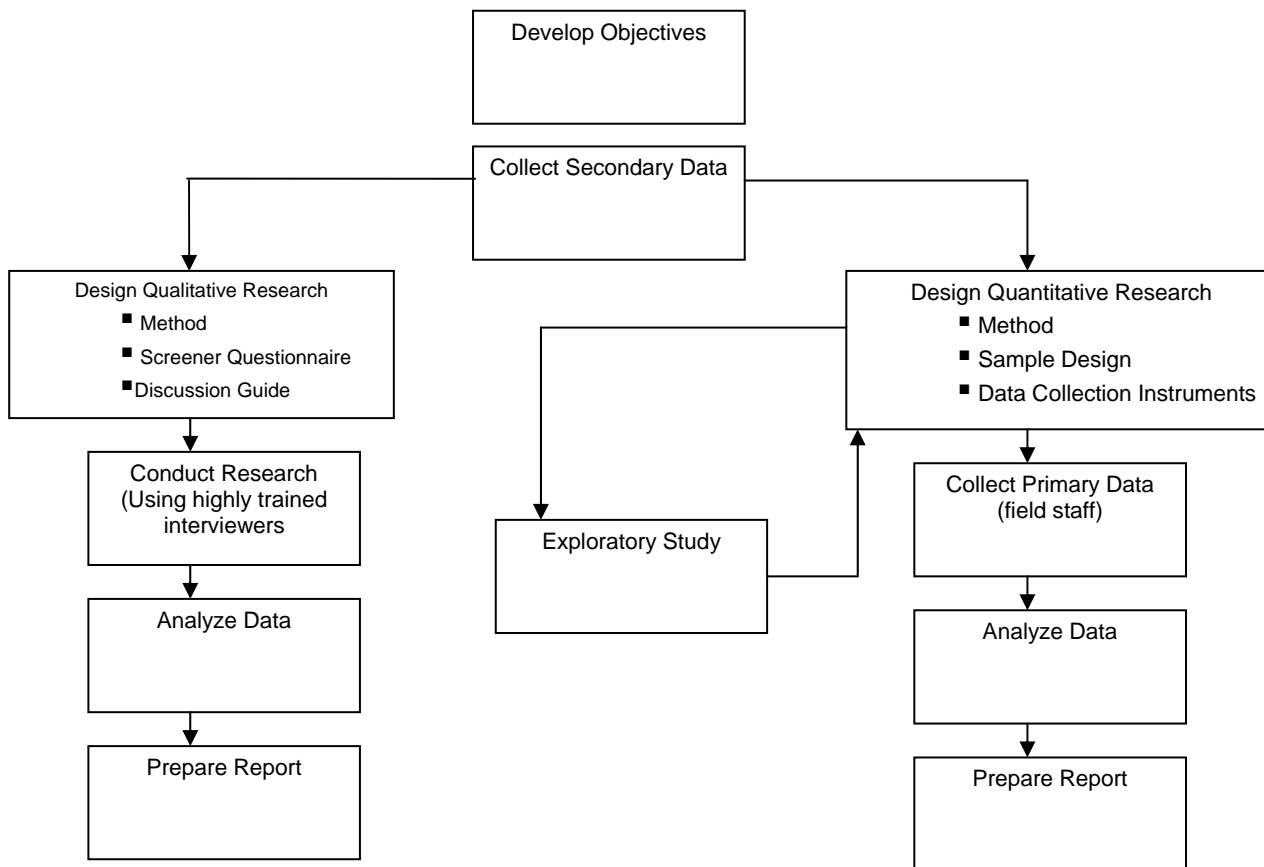 Develop Objectives
Collect Secondary Data
Design Qualitative Research
▪ Method
▪ Screener Questionnaire
▪Discussion Guide
Conduct Research
(Using highly trained
interviewers
Analyze Data
Prepare Report
Exploratory Study
Design Quantitative Research
▪ Method
▪ Sample Design
▪ Data Collection Instruments
Collect Primary Data
(field staff)
Analyze Data
Prepare Report